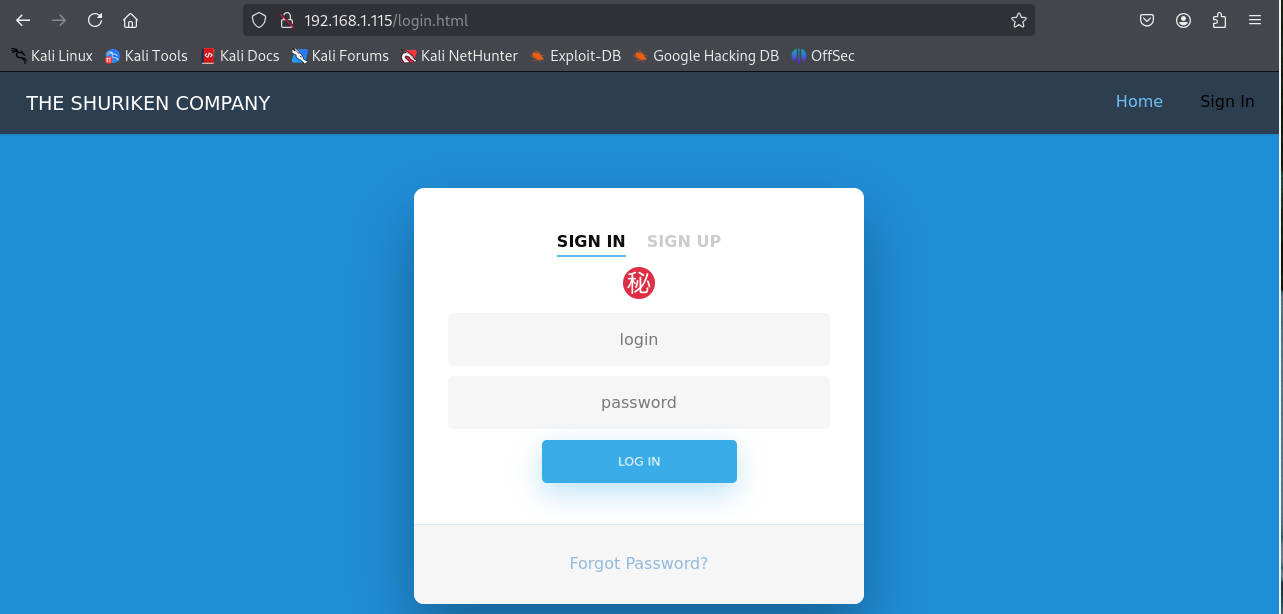 192.168.1.115/login.html
Kali Linux Kali Tools Kali Docs Kali Forums Kali NetHunter Exploit-DB Google Hacking DB OffSec
THE SHURIKEN COMPANY Home Sign In
SIGN IN SIGN UP
㊙
login
password
LOG IN
Forgot Password?